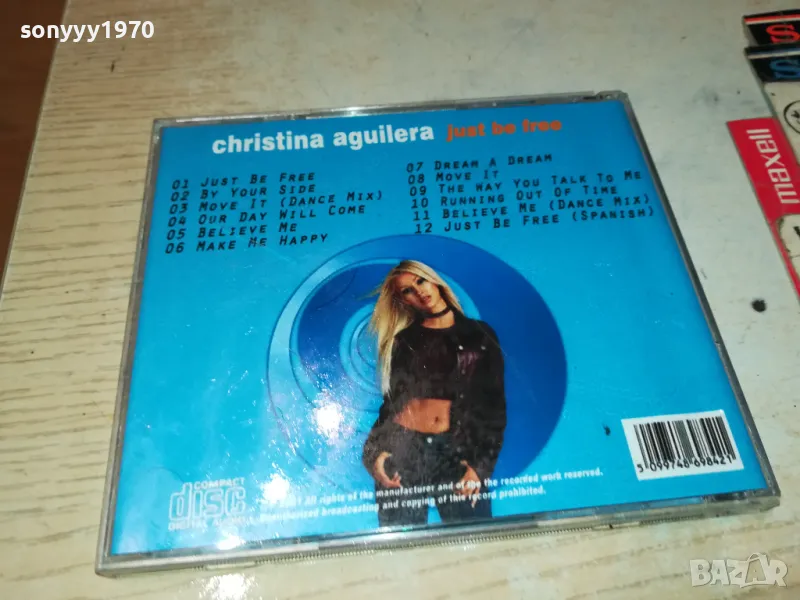 sonyyy1970
christina aguilera just be free
01 JUST BE FREE
02 BY YOUR SIDE
03 MOVE IT (DANCE MIX)
04 OUR DAY WILL COME
05 BELIEVE ME
06 MAKE ME HAPPY
07 DREAM A DREAM
08 MOVE IT
09 THE WAY YOU TALK TO ME
10 RUNNING OUT OF TIME
11 BELIEVE ME (DANCE MIX)
12 JUST BE FREE (SPANISH)
maxell
COMPACT
disc
DIGITAL AUDIO
All rights of the manufacturer and of the the recorded work reserved.
broadcasting and copying of this record prohibited.
5 099748 698421
BAZAR